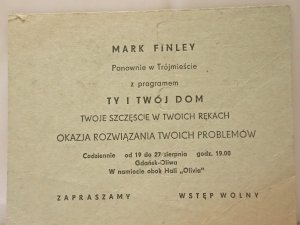 MARK FINLEY
Ponownie w Trójmieście
z programem
TY I TWÓJ DOM
TWOJE SZCZĘŚCIE W TWOICH RĘKACH
OKAZJA ROZWIĄZANIA TWOICH PROBLEMÓW
Codziennie od 19 do 27 sierpnia godz. 19.00
Gdańsk-Oliwa
W namiocie obok Hali „Olivia"
ZAPRASZAMY WSTĘP WOLNY